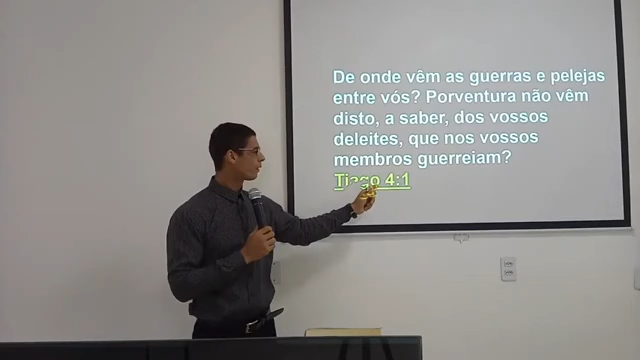 De onde vêm as guerras e pelejas
entre vós? Porventura não vêm
disto, a saber, dos vossos
deleites, que nos vossos
membros guerreiam?
Tiago 4:1